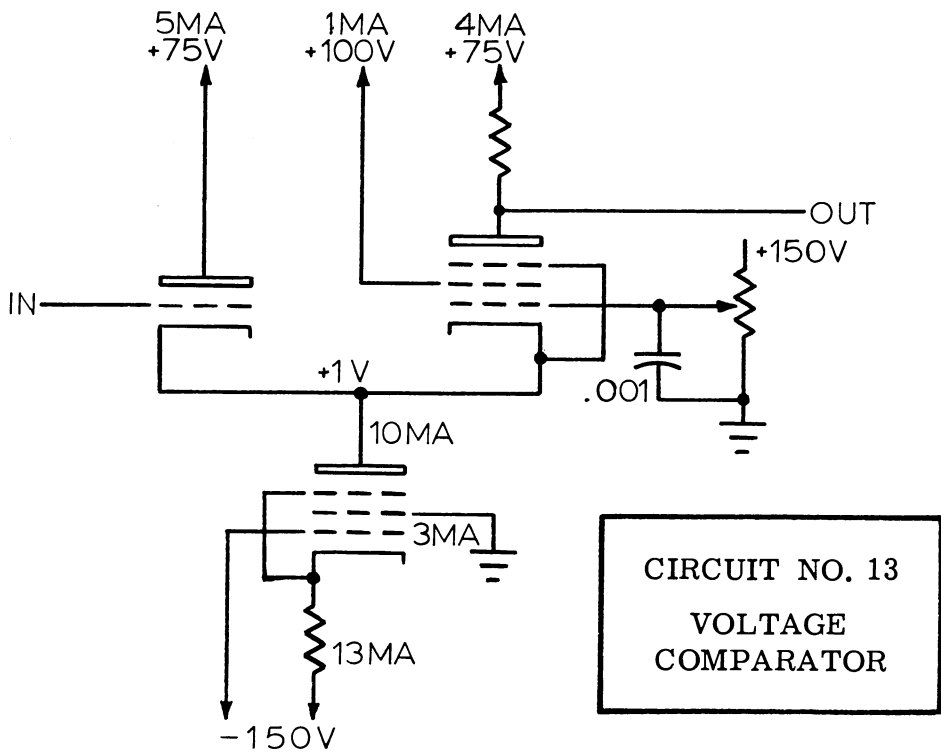 5MA
+75V
1MA
+100V
4MA
+75V
OUT
+150V
IN
+1V
.001
10MA
3MA
13MA
-150V
CIRCUIT NO. 13
VOLTAGE
COMPARATOR